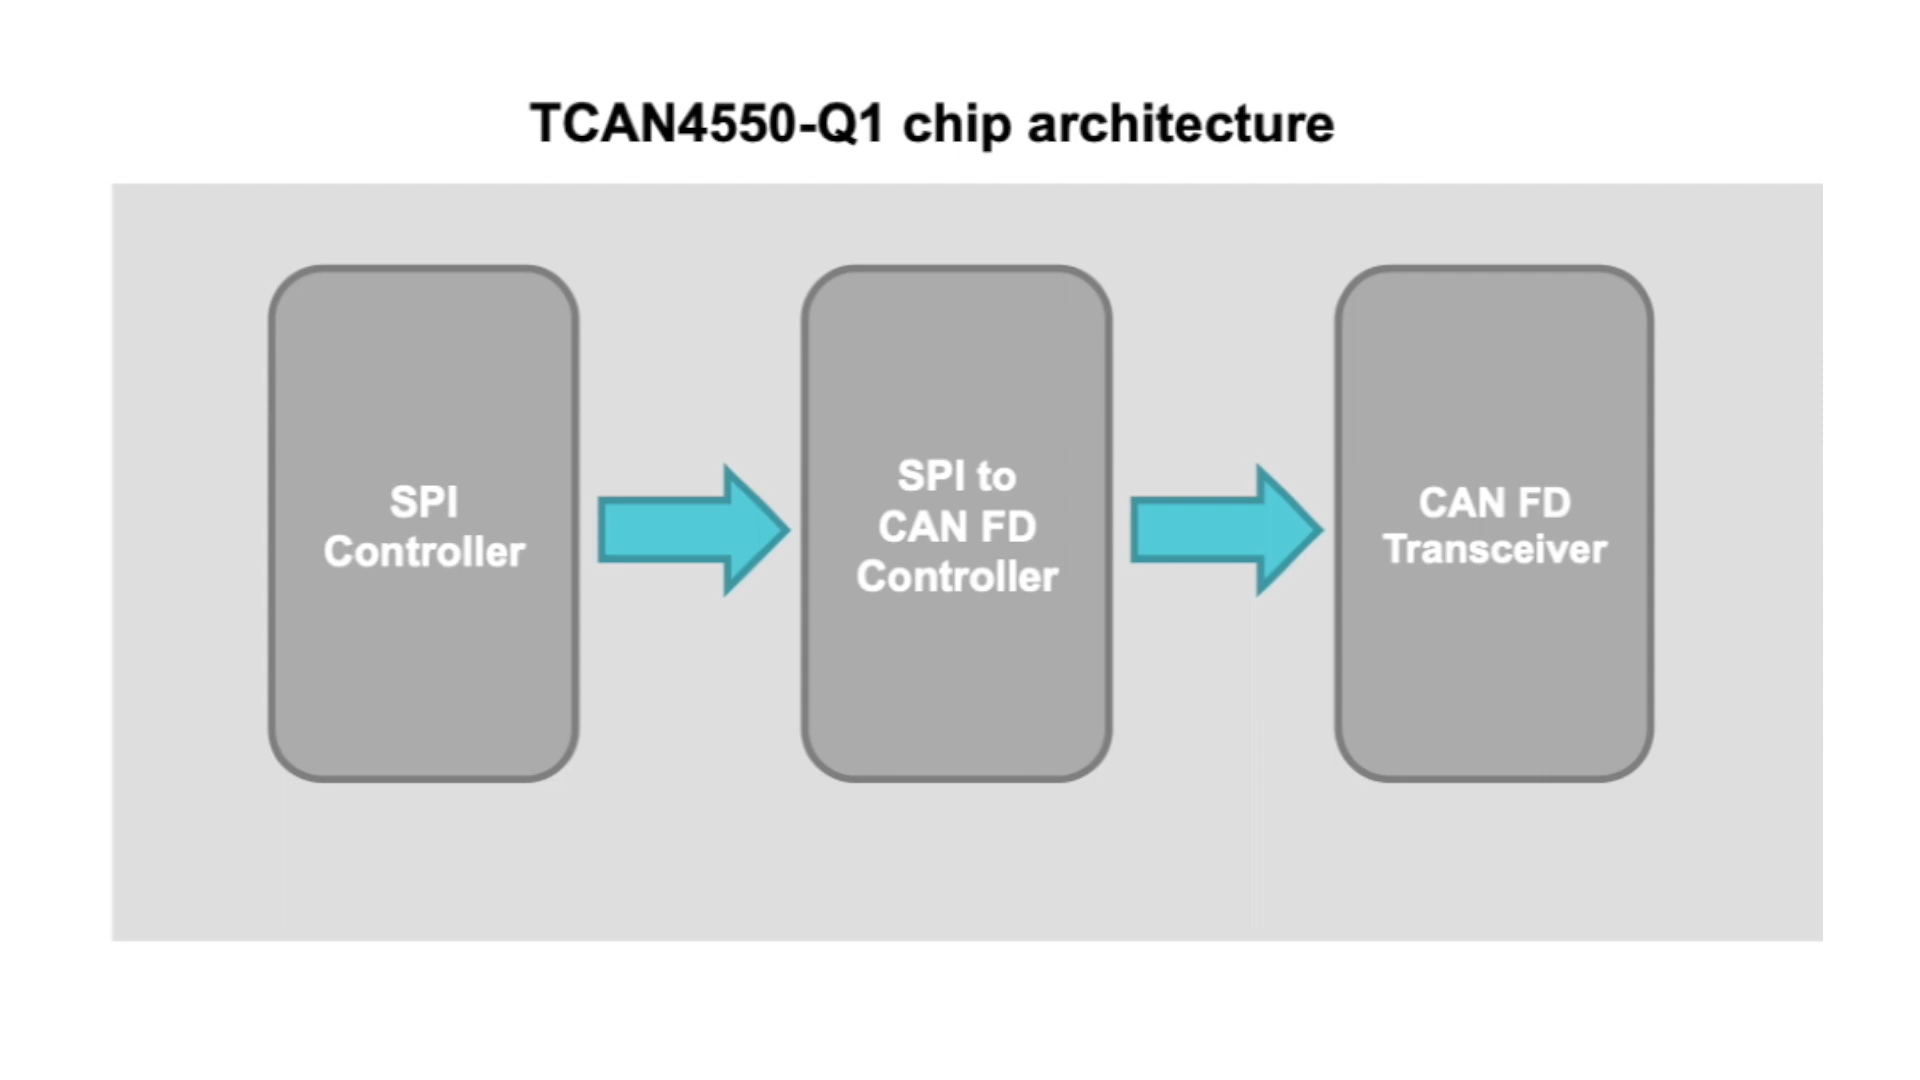 TCAN4550-Q1 chip architecture
SPI
Controller
SPI to
CAN FD
Controller
CAN FD
Transceiver